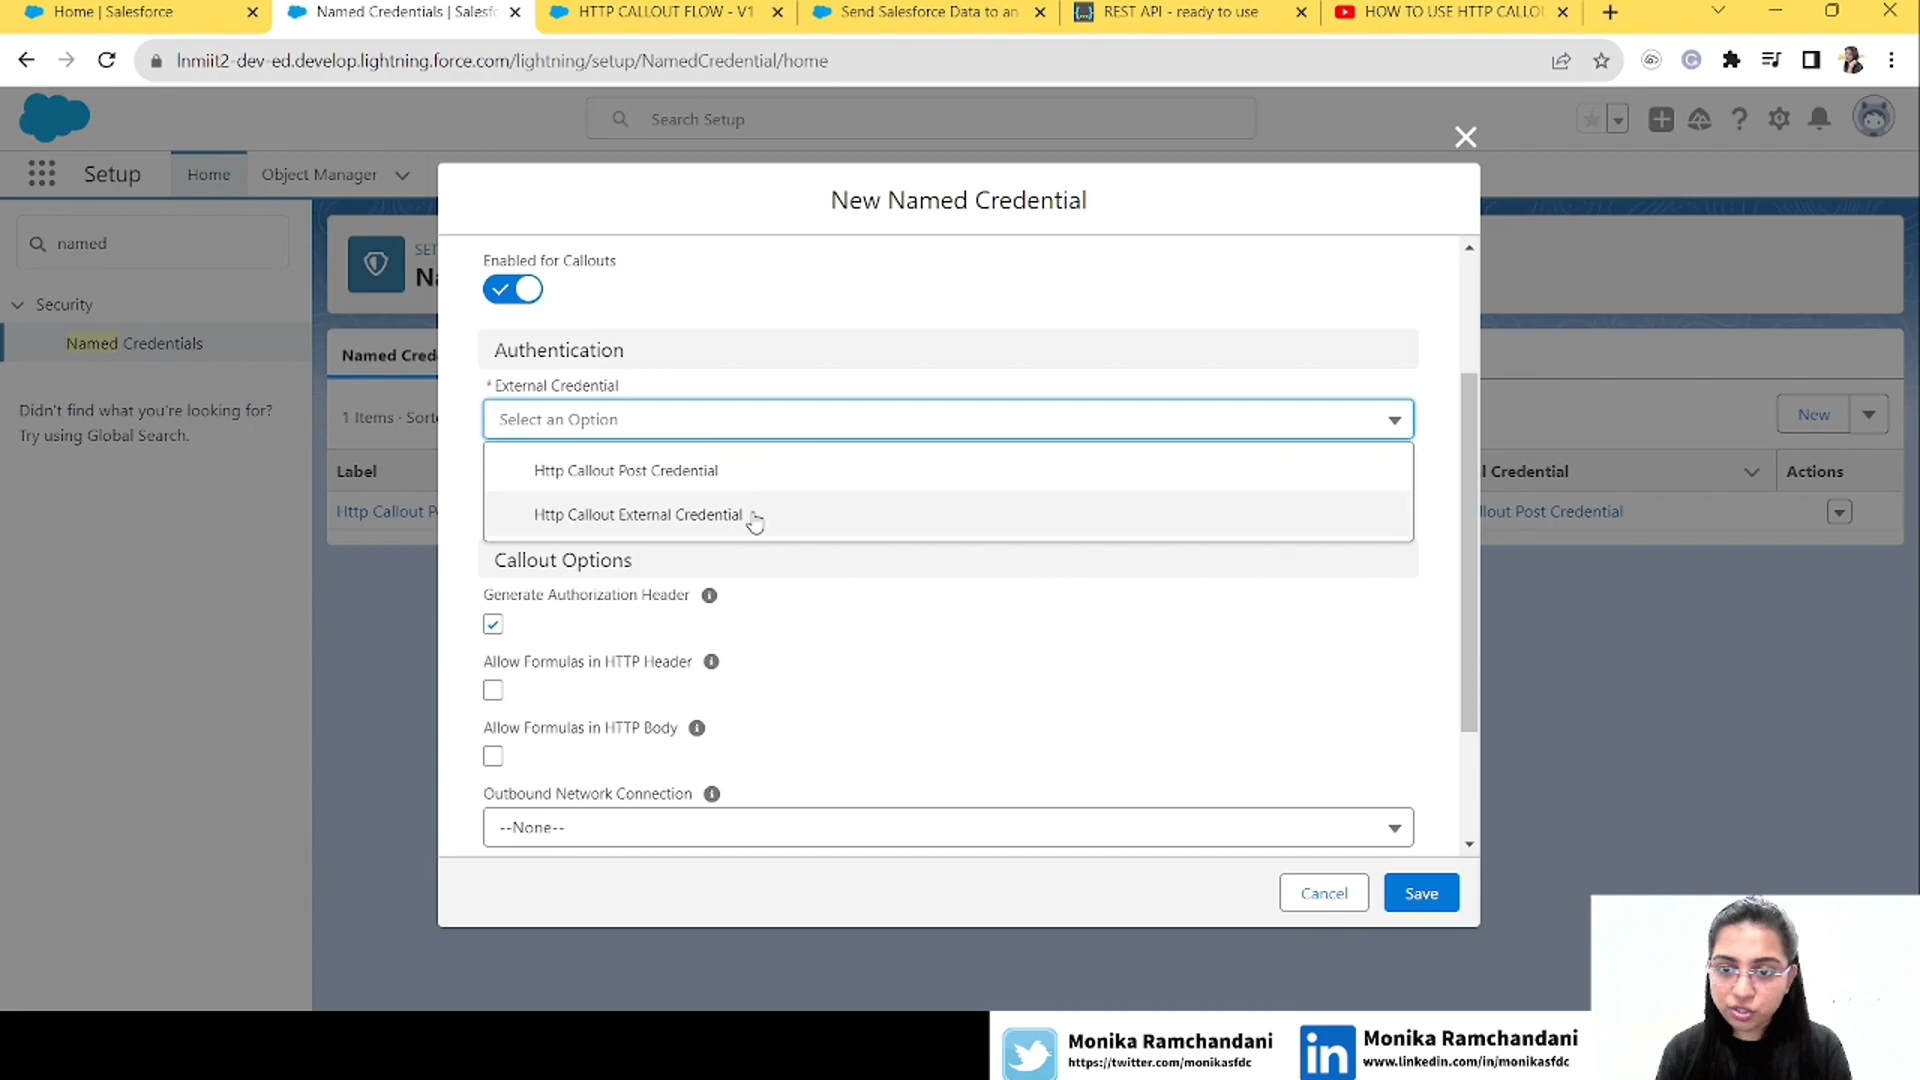 Home | Salesforce
Named Credentials | Salesfo
HTTP CALLOUT FLOW - V1
Send Salesforce Data to an
REST API - ready to use
HOW TO USE HTTP CALLO
lnmiit2-dev-ed.develop.lightning.force.com/lightning/setup/NamedCredential/home
Search Setup
Setup
Home
Object Manager
named
Security
Named Credentials
Didn't find what you're looking for?
Try using Global Search.
SET
Na
Named Cred
1 Items · Sorte
New
Label
l Credential
Actions
Http Callout P
llout Post Credential
New Named Credential
Enabled for Callouts
Authentication
* External Credential
Select an Option
Http Callout Post Credential
Http Callout External Credential
Callout Options
Generate Authorization Header
Allow Formulas in HTTP Header
Allow Formulas in HTTP Body
Outbound Network Connection
--None--
Cancel
Save
Monika Ramchandani
https://twitter.com/monikasfdc
in
Monika Ramchandani
www.linkedin.com/in/monikasfdc